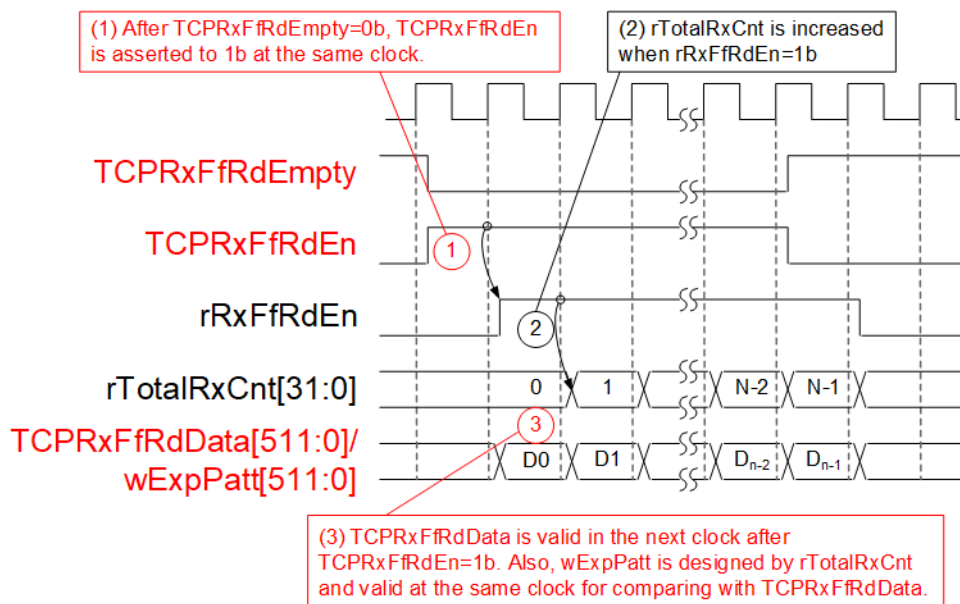 (1) After TCPRxFfRdEmpty=0b, TCPRxFfRdEn
is asserted to 1b at the same clock.
(2) rTotalRxCnt is increased
when rRxFfRdEn=1b
TCPRxFfRdEmpty
TCPRxFfRdEn
1
rRxFfRdEn
2
rTotalRxCnt[31:0]
0 1 N-2 N-1
3
TCPRxFfRdData[511:0]/
wExpPatt[511:0]
D0 D1 Dn-2 Dn-1
(3) TCPRxFfRdData is valid in the next clock after
TCPRxFfRdEn=1b. Also, wExpPatt is designed by rTotalRxCnt
and valid at the same clock for comparing with TCPRxFfRdData.